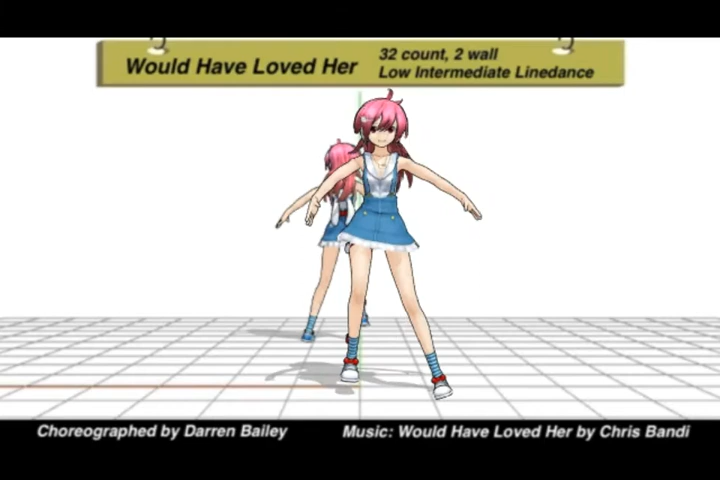 Would Have Loved Her
32 count, 2 wall
Low Intermediate Linedance
Choreographed by Darren Bailey
Music: Would Have Loved Her by Chris Bandi